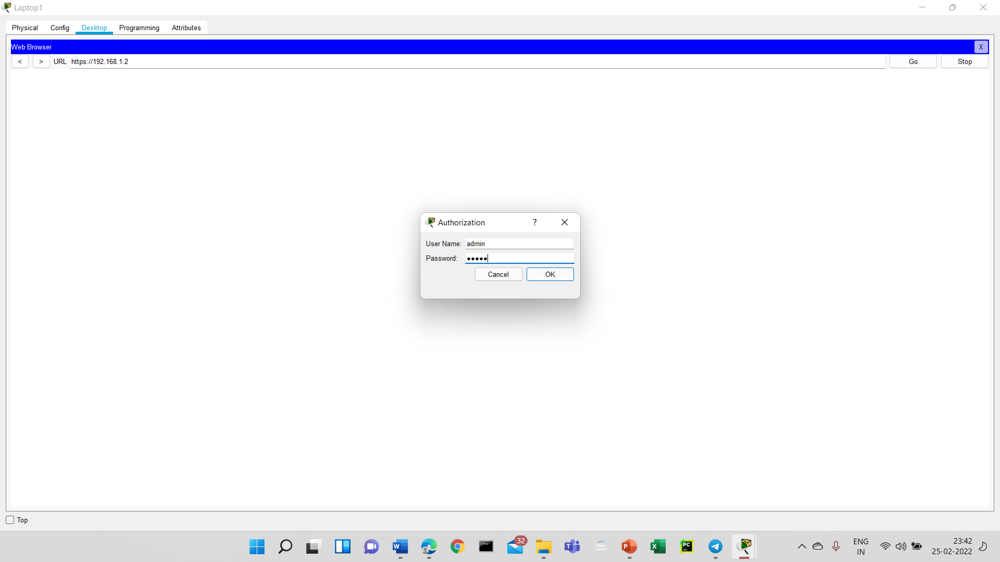 Laptop1
Physical Config Desktop Programming Attributes
Web Browser X
< > URL https://192.168.1.2 Go Stop
Authorization ?
User Name: admin
Password: •••••
Cancel OK
Top
32
ENG
IN
23:42
25-02-2022
W
T
P
X
PC